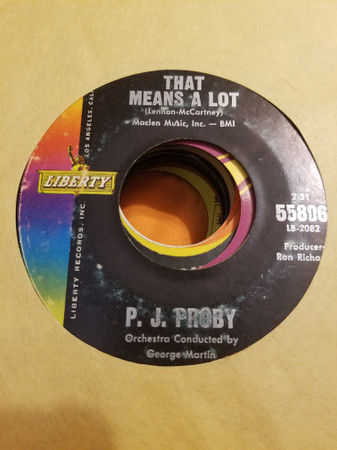 THAT
MEANS A LOT
(Lennon-McCartney)
Maclen Music, Inc. — BMI
LOS ANGELES, CAL
LIBERTY
LIBERTY RECORDS, INC.
2:31
55806
LB-2082
Producer
Ron Richa
P. J. PROBY
Orchestra Conducted by
George Martin